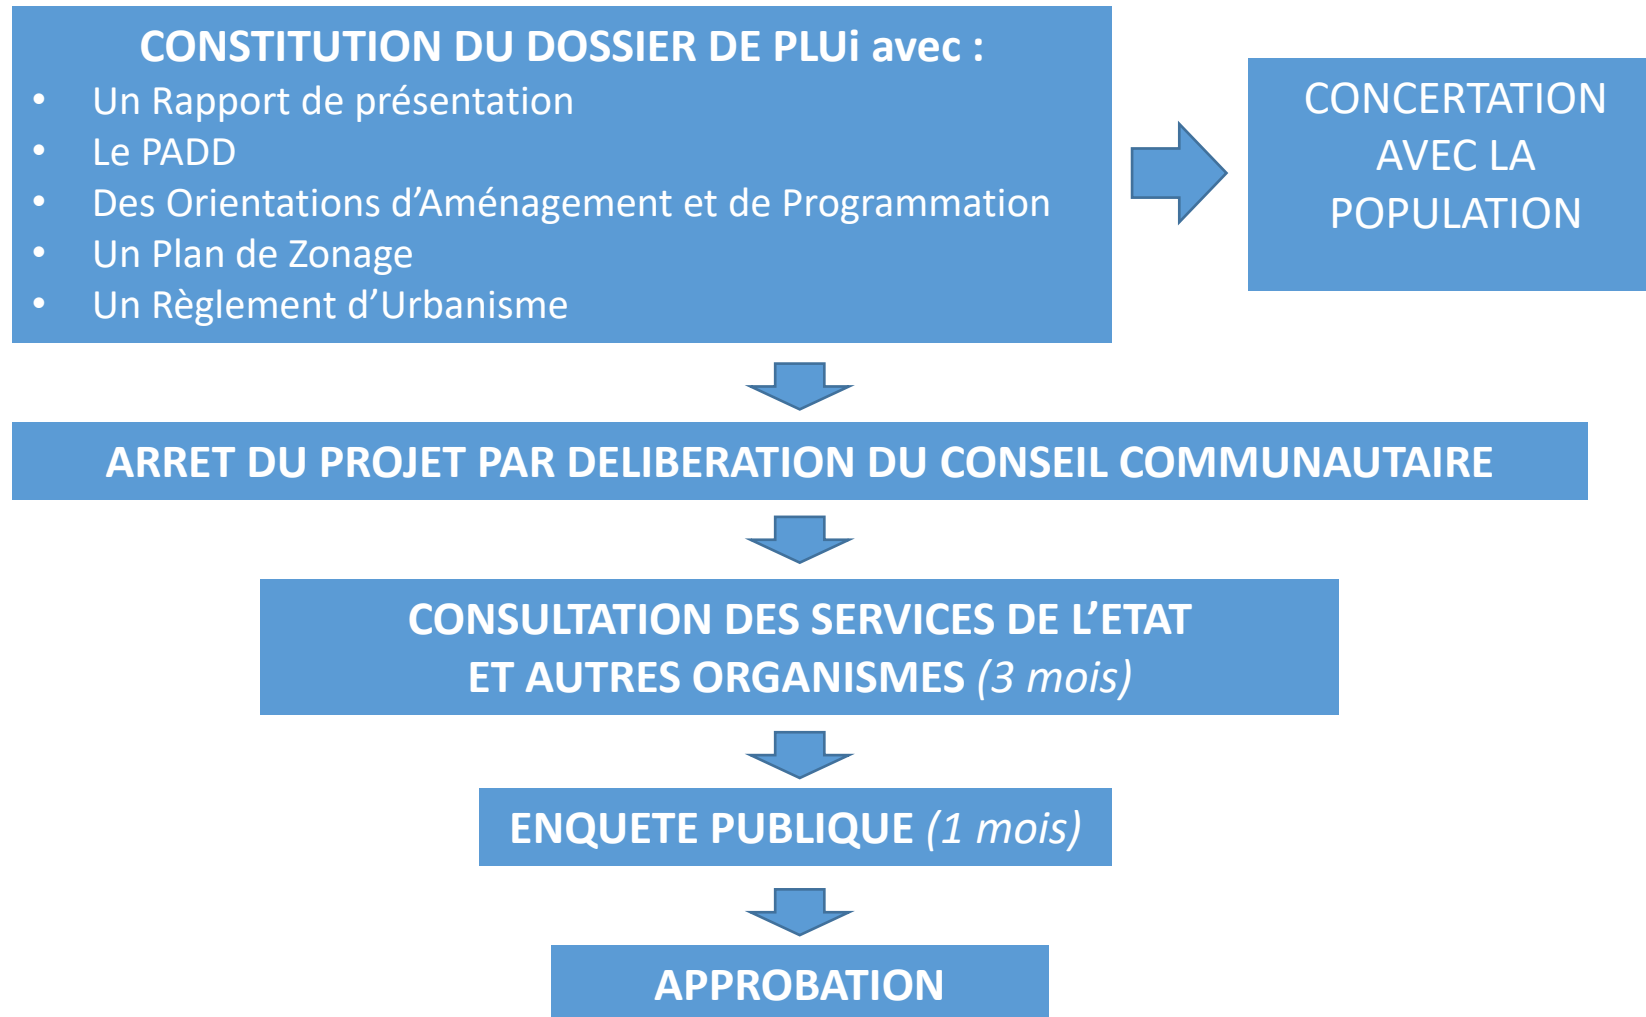 CONSTITUTION DU DOSSIER DE PLUi avec :
• Un Rapport de présentation
• Le PADD
• Des Orientations d’Aménagement et de Programmation
• Un Plan de Zonage
• Un Règlement d’Urbanisme
CONCERTATION
AVEC LA
POPULATION
ARRET DU PROJET PAR DELIBERATION DU CONSEIL COMMUNAUTAIRE
CONSULTATION DES SERVICES DE L’ETAT
ET AUTRES ORGANISMES (3 mois)
ENQUETE PUBLIQUE (1 mois)
APPROBATION